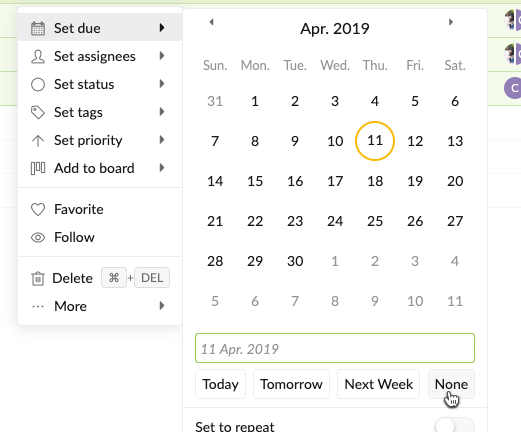 Set due
Set assignees
Set status
Set tags
Set priority
Add to board
Favorite
Follow
Delete ⌘ + DEL
More
Apr. 2019
Sun. Mon. Tue. Wed. Thu. Fri. Sat.
31 1 2 3 4 5 6
7 8 9 10 11 12 13
14 15 16 17 18 19 20
21 22 23 24 25 26 27
28 29 30 1 2 3 4
5 6 7 8 9 10 11
11 Apr. 2019
Today Tomorrow Next Week None
Set to repeat
C